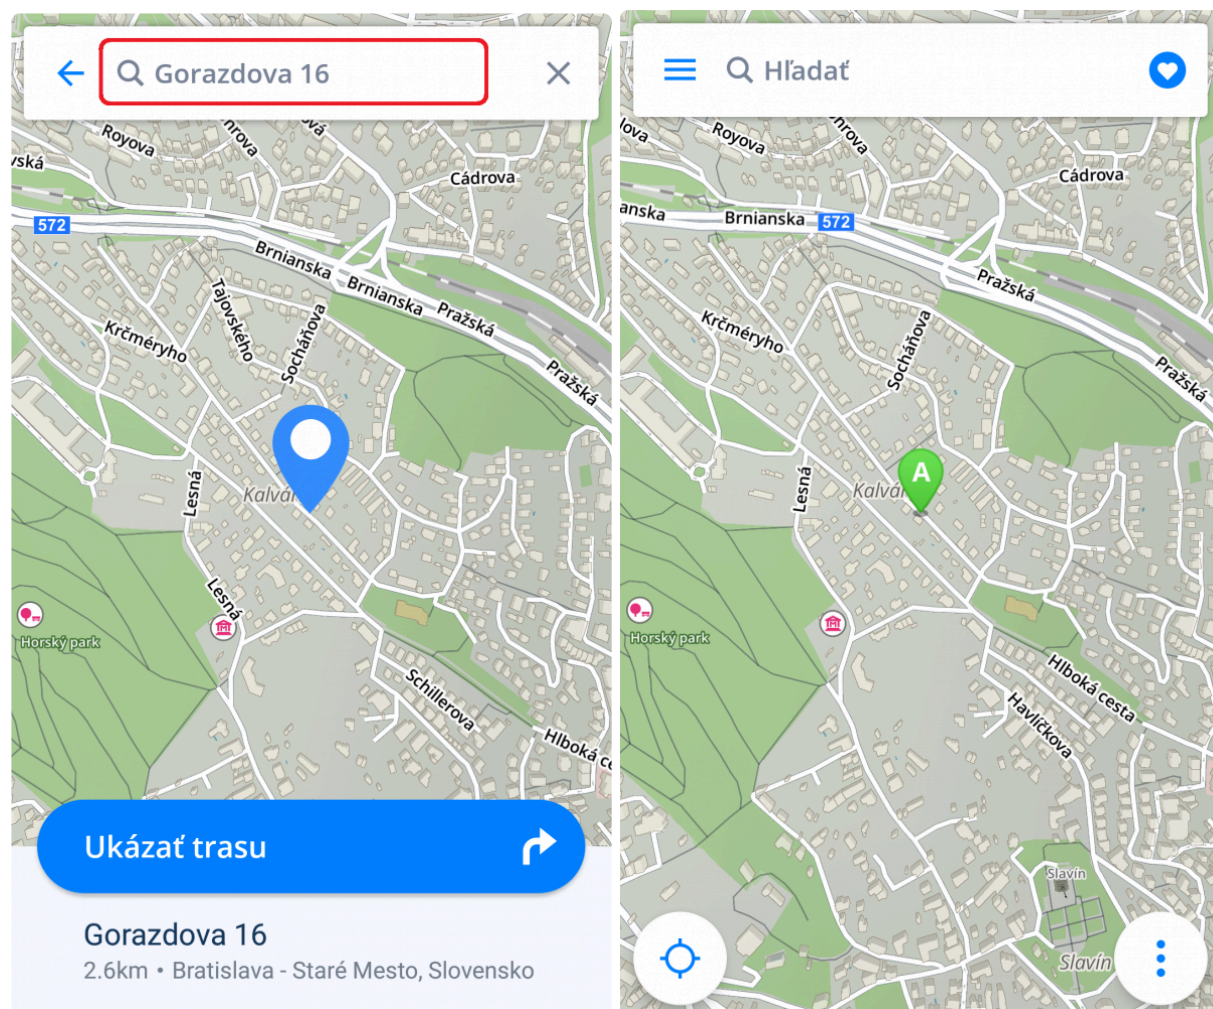 Gorazdova 16
Royova
Cádrova
572
Brnianska
Brnianska
Pražská
Pražská
Tajovského
Socháňova
Krčméryho
Lesná
Lesná
Horský park
Schillerova
Ukázať trasu
Gorazdova 16
2.6km • Bratislava - Staré Mesto, Slovensko
Hľadať
Royova
Cádrova
Brnianska
572
Pražská
Pražská
Krčméryho
Socháňova
Lesná
A
Horský park
Hlboká cesta
Havlíčkova
Slavín
Slavín